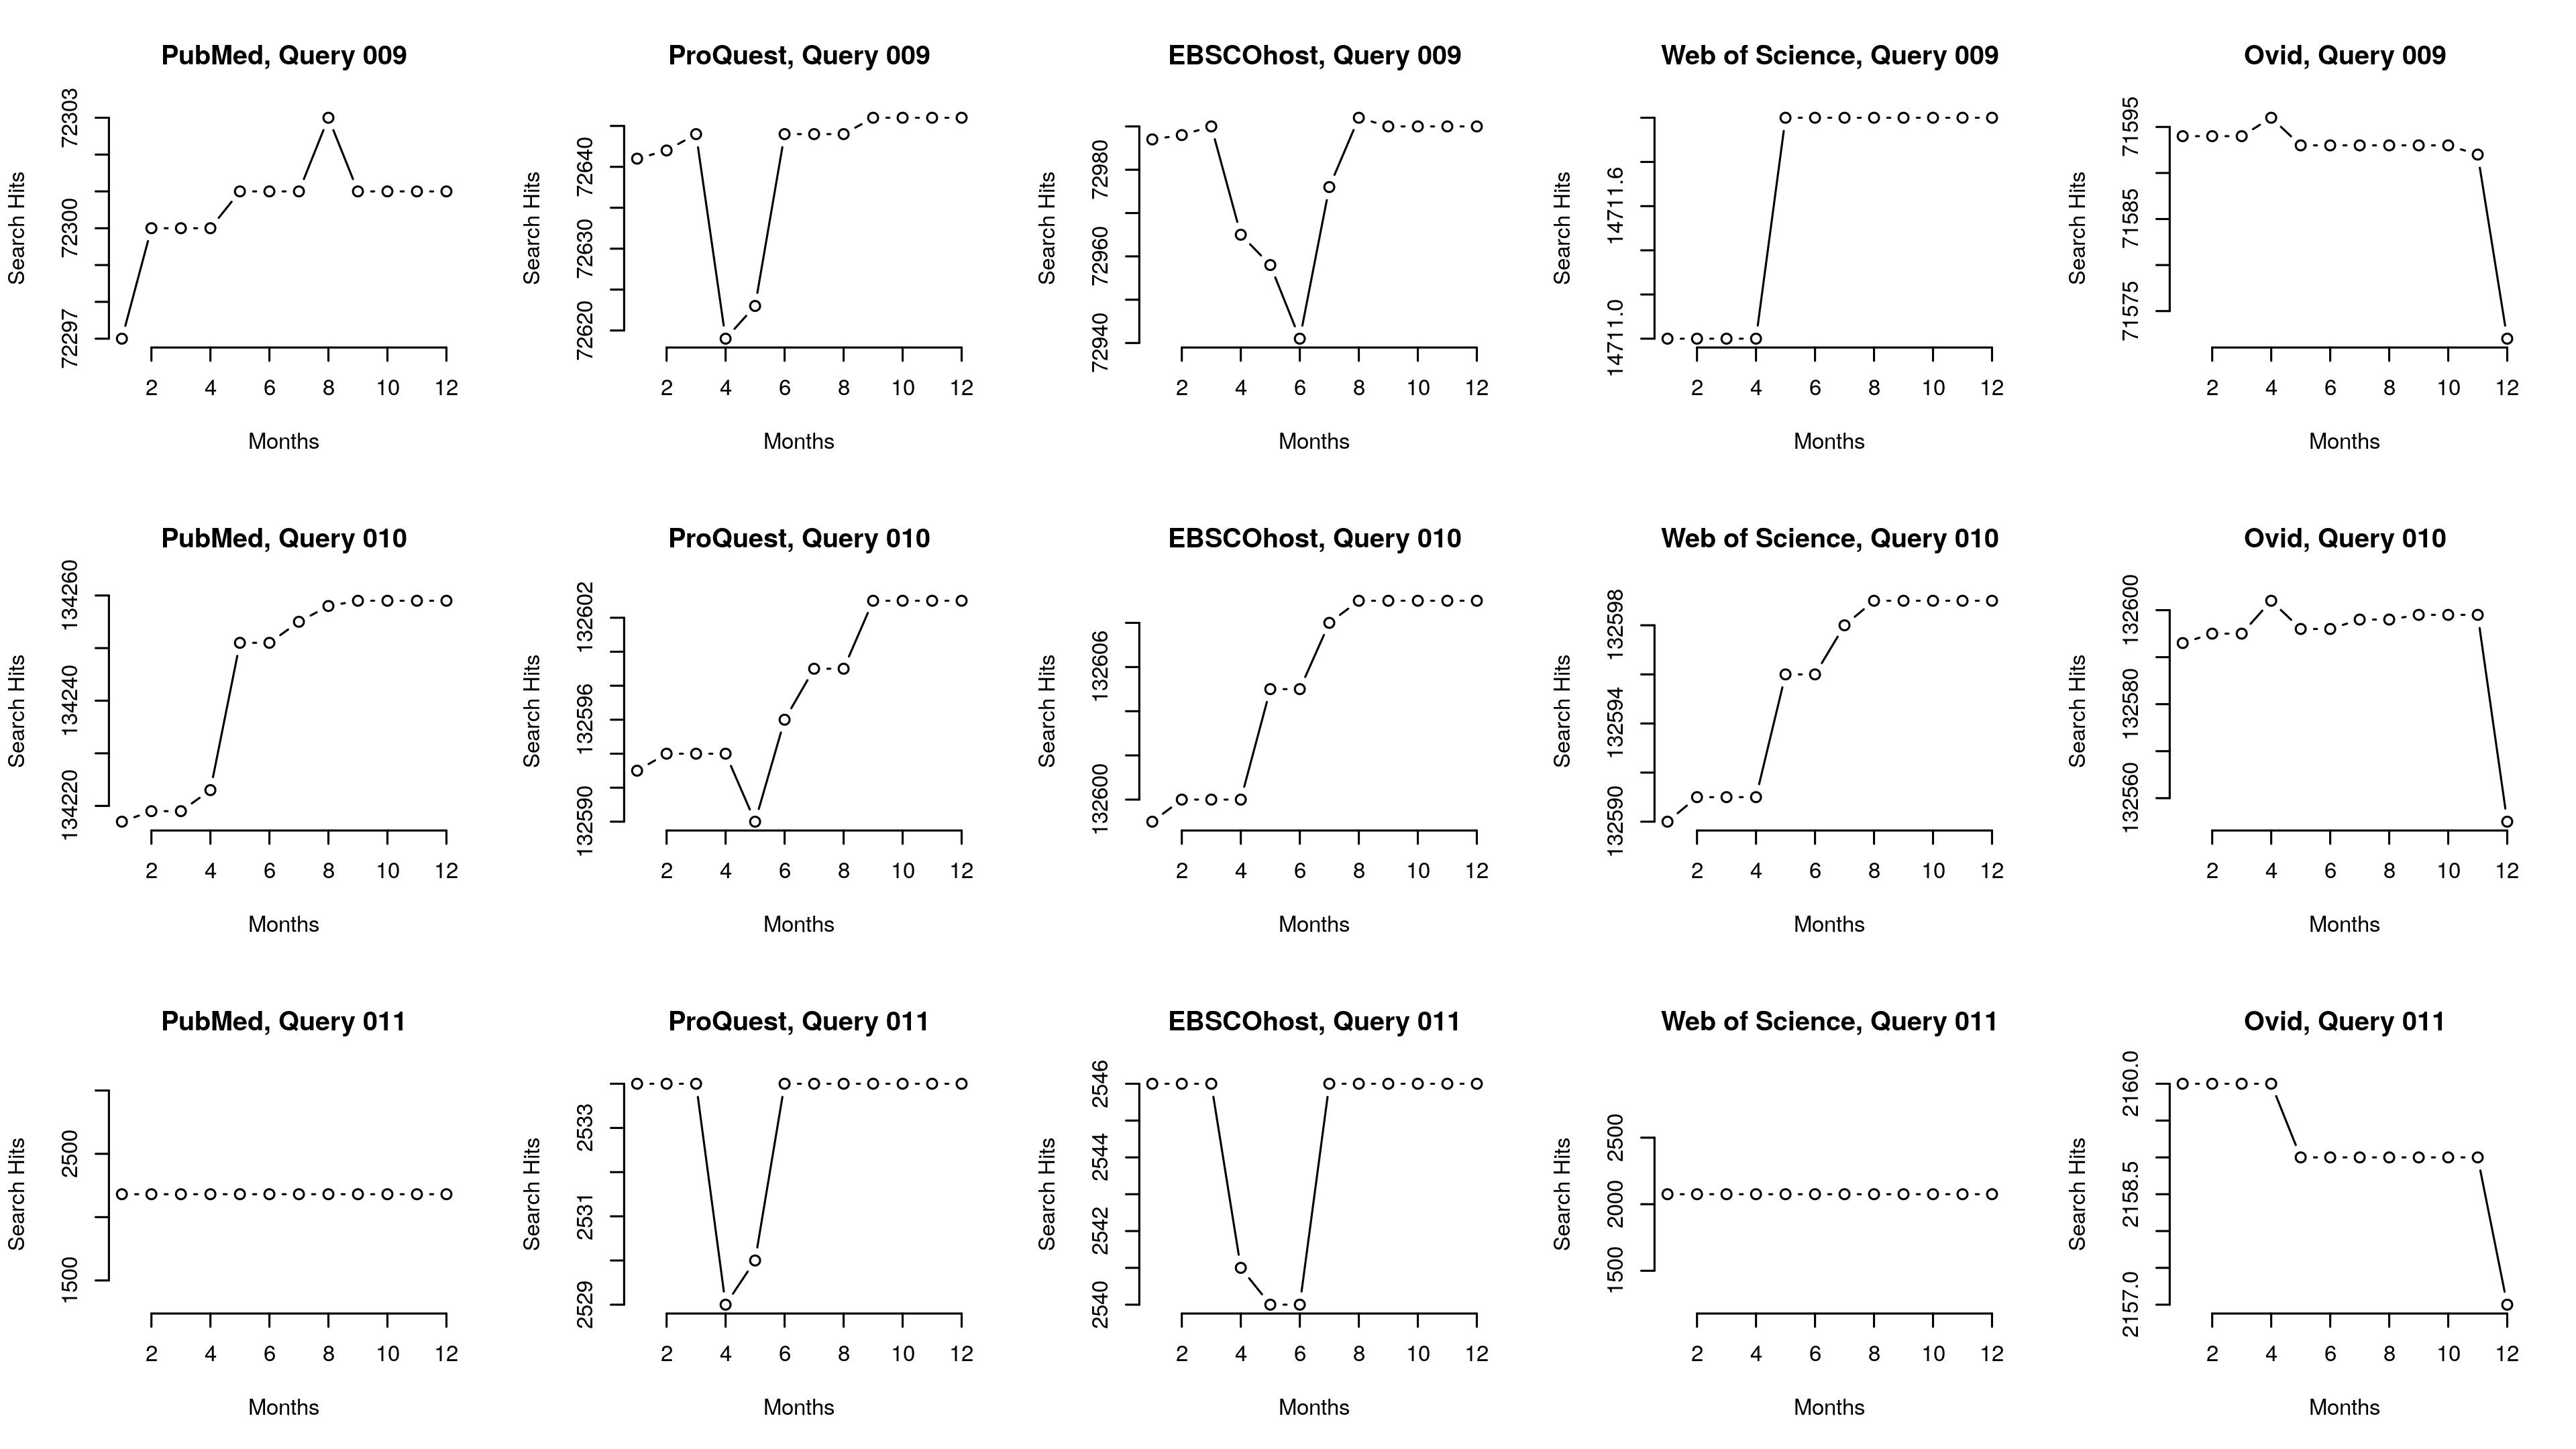 PubMed, Query 009
Search Hits
72297 72300 72303
2 4 6 8 10 12
Months
ProQuest, Query 009
Search Hits
72620 72630 72640
2 4 6 8 10 12
Months
EBSCOhost, Query 009
Search Hits
72940 72960 72980
2 4 6 8 10 12
Months
Web of Science, Query 009
Search Hits
14711.0 14711.6
2 4 6 8 10 12
Months
Ovid, Query 009
Search Hits
71575 71585 71595
2 4 6 8 10 12
Months
PubMed, Query 010
Search Hits
134220 134240 134260
2 4 6 8 10 12
Months
ProQuest, Query 010
Search Hits
132590 132596 132602
2 4 6 8 10 12
Months
EBSCOhost, Query 010
Search Hits
132600 132606
2 4 6 8 10 12
Months
Web of Science, Query 010
Search Hits
132590 132594 132598
2 4 6 8 10 12
Months
Ovid, Query 010
Search Hits
132560 132580 132600
2 4 6 8 10 12
Months
PubMed, Query 011
Search Hits
1500 2500
2 4 6 8 10 12
Months
ProQuest, Query 011
Search Hits
2529 2531 2533
2 4 6 8 10 12
Months
EBSCOhost, Query 011
Search Hits
2540 2542 2544 2546
2 4 6 8 10 12
Months
Web of Science, Query 011
Search Hits
1500 2000 2500
2 4 6 8 10 12
Months
Ovid, Query 011
Search Hits
2157.0 2158.5 2160.0
2 4 6 8 10 12
Months